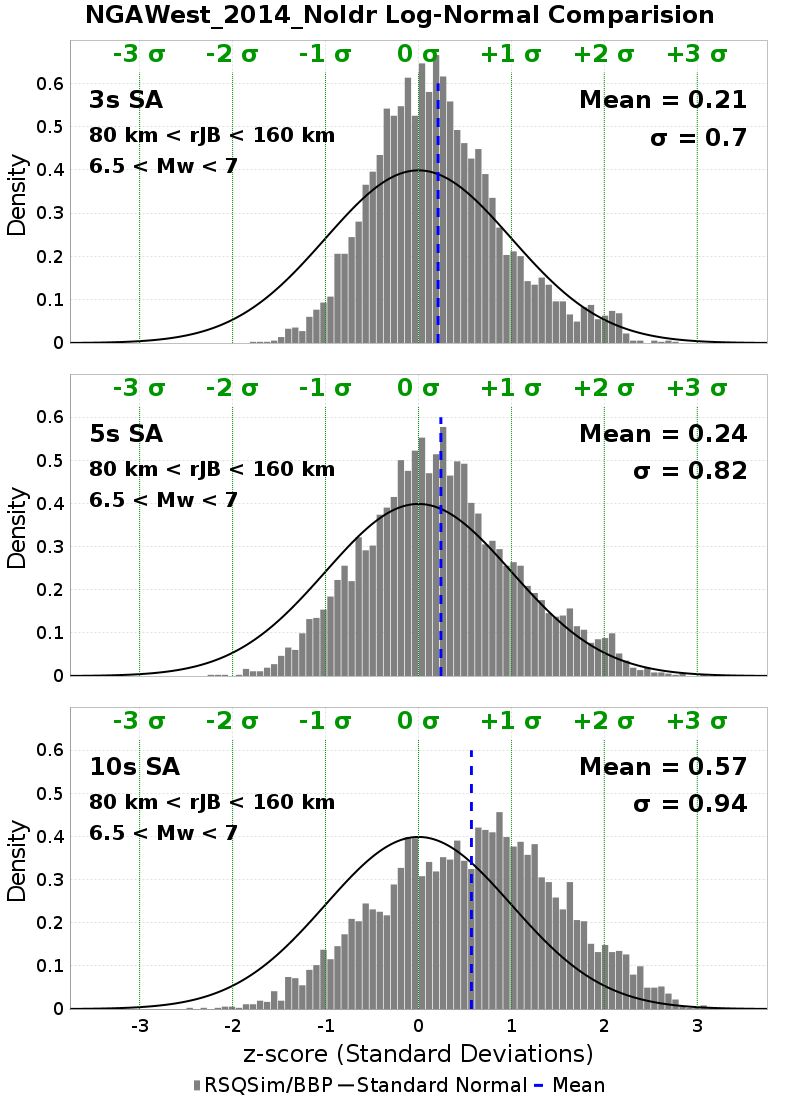 NGAWest_2014_NoIdr Log-Normal Comparision
-3 σ -2 σ -1 σ 0 σ +1 σ +2 σ +3 σ
3s SA
Mean = 0.21
80 km < rJB < 160 km
σ = 0.7
6.5 < Mw < 7
0.6
0.5
0.4
0.3
0.2
0.1
0
Density
-3 σ -2 σ -1 σ 0 σ +1 σ +2 σ +3 σ
5s SA
Mean = 0.24
80 km < rJB < 160 km
σ = 0.82
6.5 < Mw < 7
0.6
0.5
0.4
0.3
0.2
0.1
0
Density
-3 σ -2 σ -1 σ 0 σ +1 σ +2 σ +3 σ
10s SA
Mean = 0.57
80 km < rJB < 160 km
σ = 0.94
6.5 < Mw < 7
0.6
0.5
0.4
0.3
0.2
0.1
0
Density
-3 -2 -1 0 1 2 3
z-score (Standard Deviations)
RSQSim/BBP Standard Normal Mean